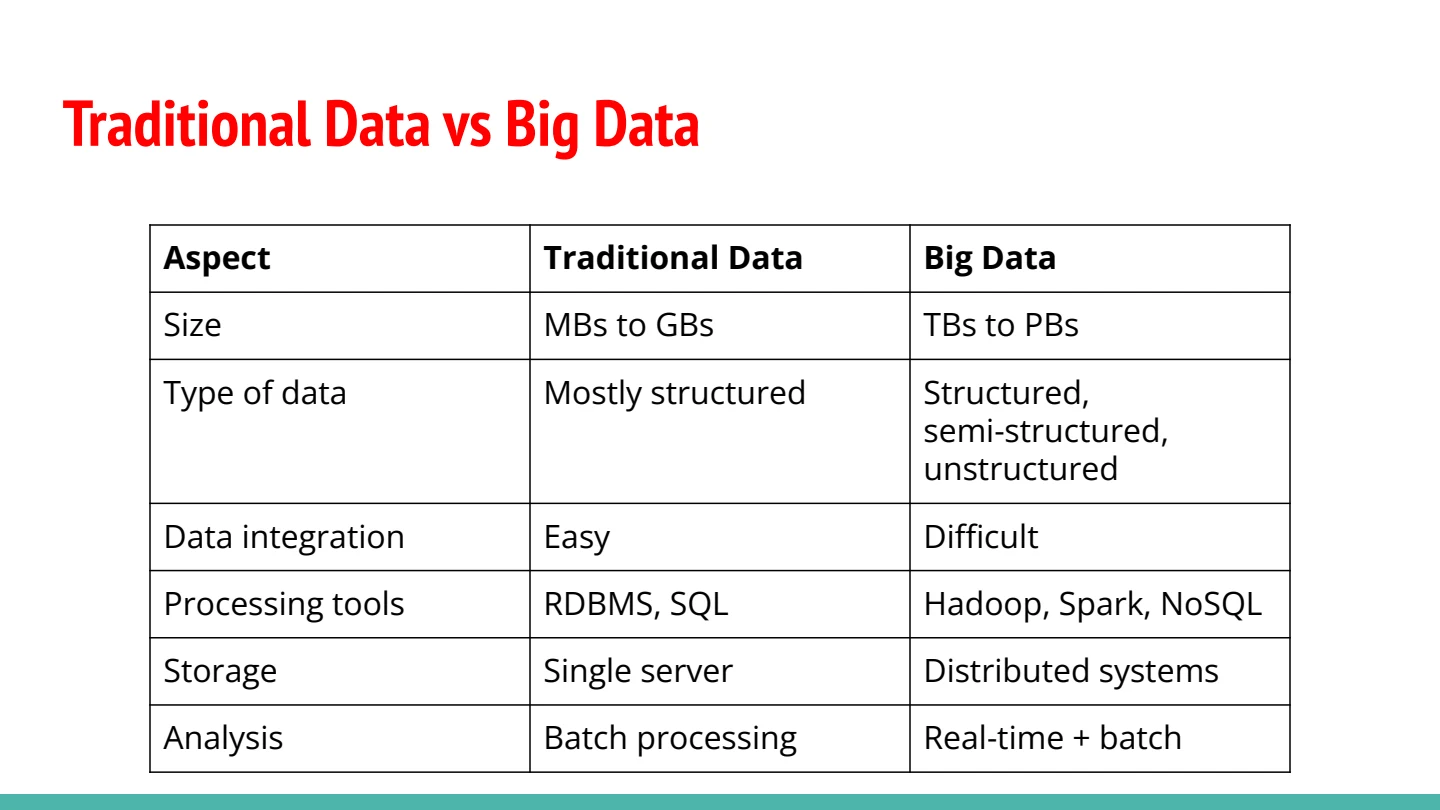 Traditional Data vs Big Data
Aspect Traditional Data Big Data
Size MBs to GBs TBs to PBs
Type of data Mostly structured Structured,
semi-structured,
unstructured
Data integration Easy Difficult
Processing tools RDBMS, SQL Hadoop, Spark, NoSQL
Storage Single server Distributed systems
Analysis Batch processing Real-time + batch